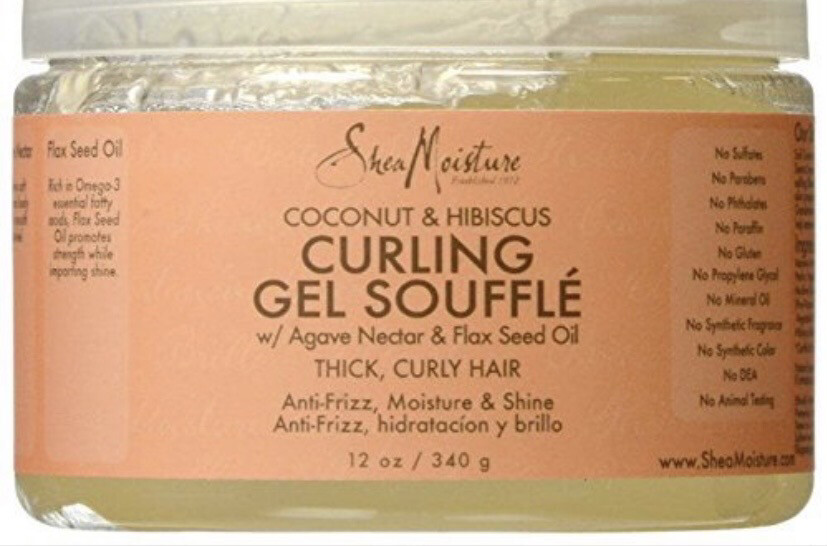 Nectar
Flax Seed Oil
Rich in Omega-3
essential fatty
acids, Flax Seed
Oil promotes
strength while
imparting shine.
SheaMoisture
Established 1912
COCONUT & HIBISCUS
CURLING
GEL SOUFFLÉ
w/ Agave Nectar & Flax Seed Oil
THICK, CURLY HAIR
Anti-Frizz, Moisture & Shine
Anti-Frizz, hidratacíon y brillo
12 oz / 340 g
No Sulfates
No Parabens
No Phthalates
No Paraffin
No Gluten
No Propylene Glycol
No Mineral Oil
No Synthetic Fragrance
No Synthetic Color
No DEA
No Animal Testing
www.SheaMoisture.com